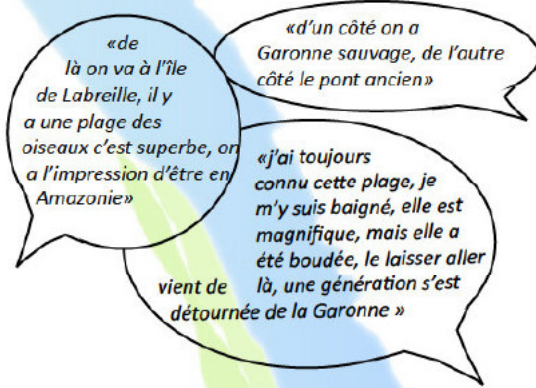 «de
là on va à l'île
de Labreille, il y
a une plage des
oiseaux c'est superbe, on
a l'impression d'être en
Amazonie»
«d'un côté on a
Garonne sauvage, de l'autre
côté le pont ancien»
«j'ai toujours
connu cette plage, je
m'y suis baigné, elle est
magnifique, mais elle a
été boudée, le laisser aller
vient de là, une génération s'est
détournée de la Garonne »